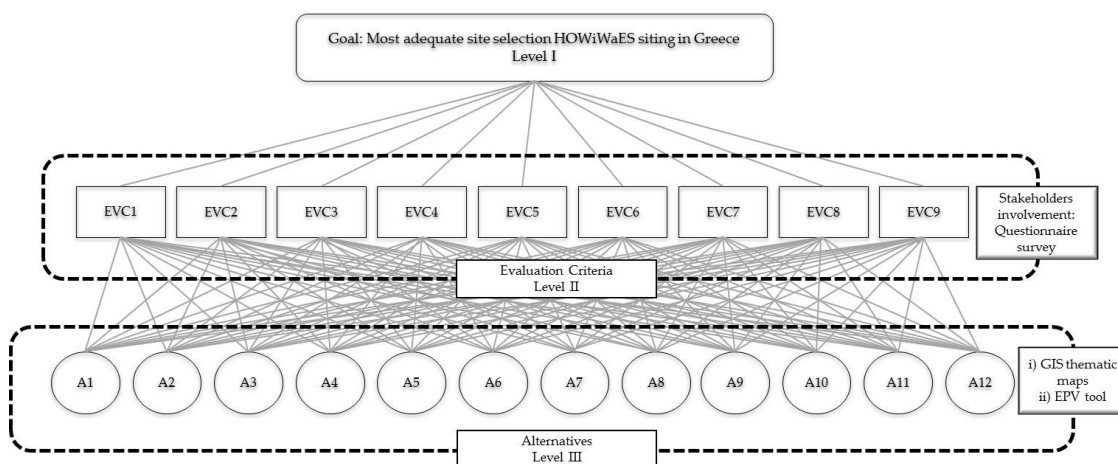 Goal: Most adequate site selection HOWiWaES siting in Greece
Level I
EVC1 EVC2 EVC3 EVC4 EVC5 EVC6 EVC7 EVC8 EVC9
Stakeholders
involvement:
Questionnaire
survey
Evaluation Criteria
Level II
A1 A2 A3 A4 A5 A6 A7 A8 A9 A10 A11 A12
i) GIS thematic
maps
ii) EPV tool
Alternatives
Level III